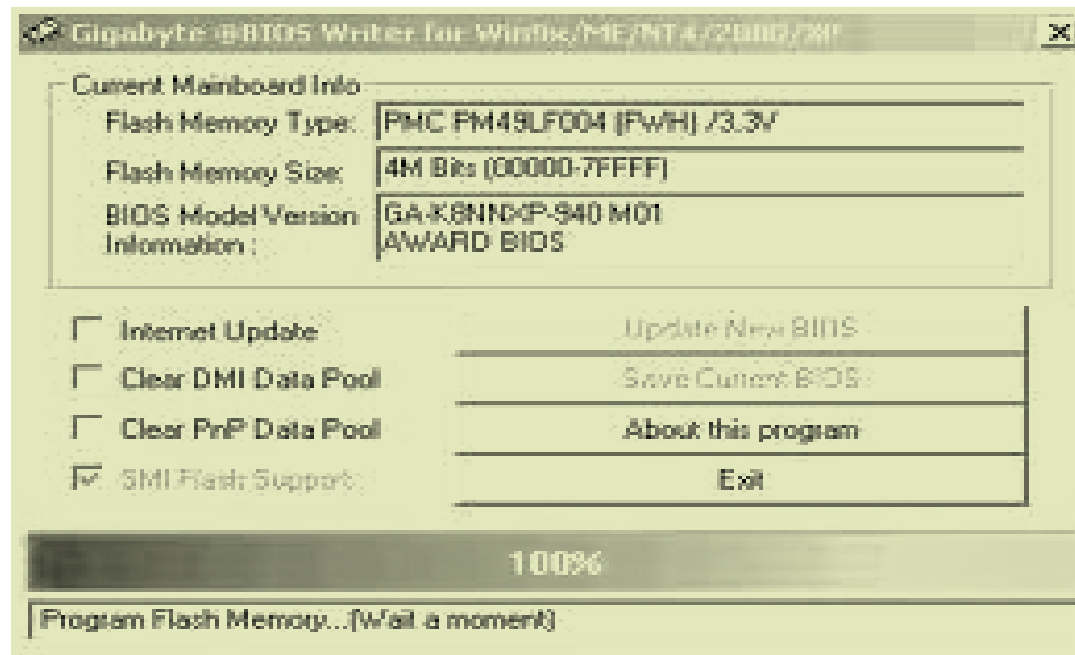 Gigabyte @BIOS Writer for Win9x/ME/NT4/2000/XP
Current Mainboard Info
Flash Memory Type: PMC PM49LF004 (FWH) /3.3V
Flash Memory Size: 4M Bits (00000-7FFFF)
BIOS Model Version GA-K8NNXP-940 M01
Information : AWARD BIOS
Internet Update Update New BIOS
Clear DMI Data Pool Save Current BIOS
Clear PnP Data Pool About this program
SMI Flash Support Exit
100%
Program Flash Memory...(Wait a moment)